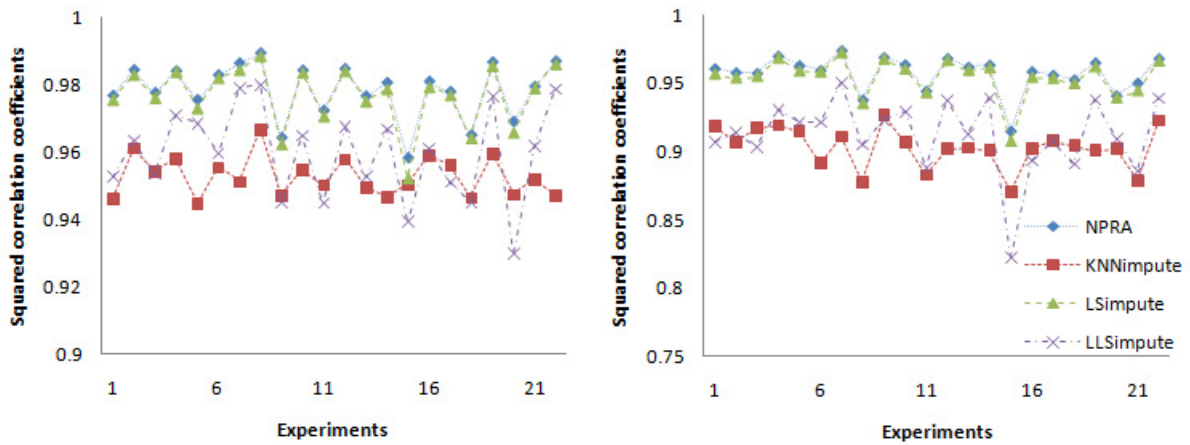 1
0.98
0.96
0.94
0.92
0.9
Squared correlation coefficients
1 6 11 16 21
Experiments
1
0.95
0.9
0.85
0.8
0.75
Squared correlation coefficients
1 6 11 16 21
Experiments
NPRA
KNNimpute
LSimpute
LLSimpute